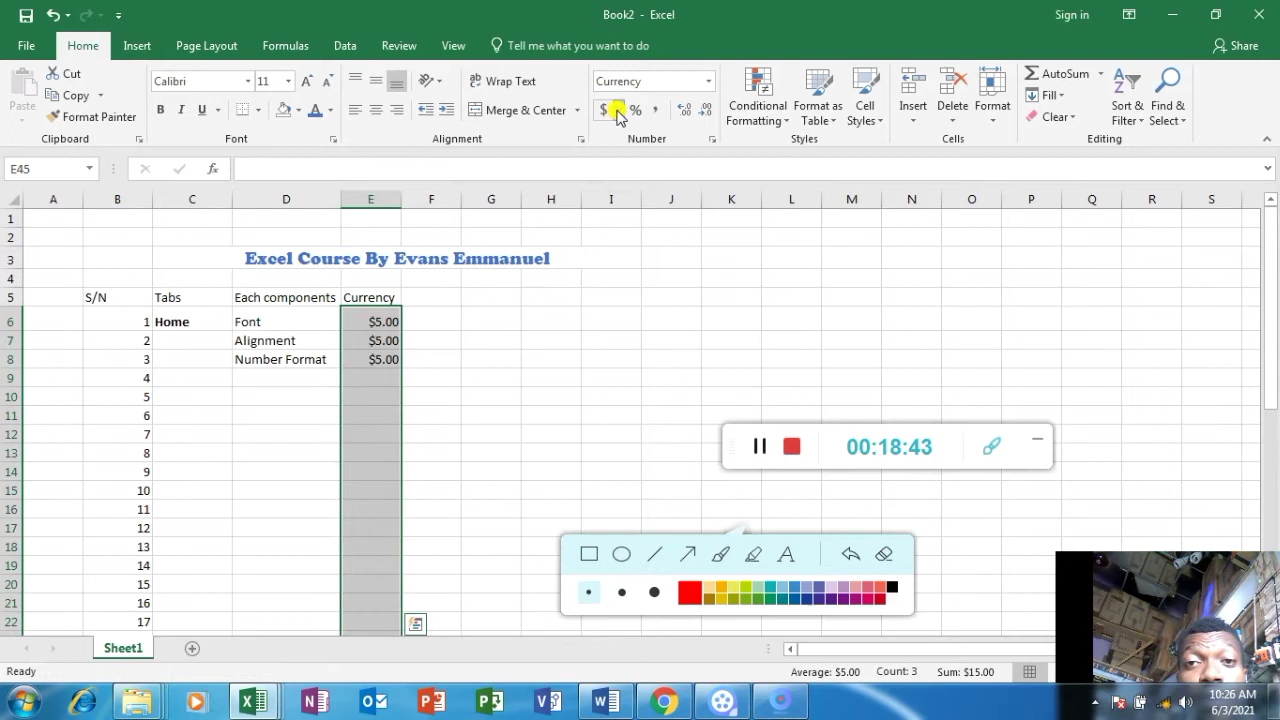 Book2 - Excel
Sign in
File Home Insert Page Layout Formulas Data Review View Tell me what you want to do Share
Paste
Cut
Copy
Format Painter
Clipboard
Calibri 11
B I U
Font
Wrap Text
Merge & Center
Alignment
Currency
$ % ,
Number
Conditional Formatting
Format as Table
Cell Styles
Styles
Insert
Delete
Format
Cells
AutoSum
Fill
Clear
Sort & Filter
Find & Select
Editing
E45
fx
A B C D E F G H I J K L M N O P Q R S
1
2
3 Excel Course By Evans Emmanuel
4
5 S/N Tabs Each components Currency
6 1 Home Font $5.00
7 2 Alignment $5.00
8 3 Number Format $5.00
9 4
10 5
11 6
12 7
13 8
14 9
15 10
16 11
17 12
18 13
19 14
20 15
21 16
22 17
00:18:43
A
Sheet1
Ready
Average: $5.00 Count: 3 Sum: $15.00
10:26 AM
6/3/2021